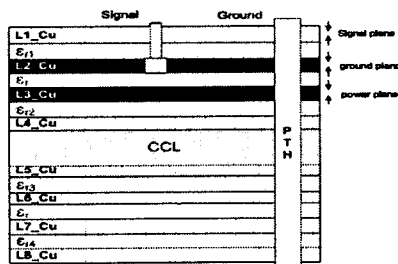 Signal Ground
L1_Cu
Signal plane
εr1
L2_Cu
ground plane
εr
L3_Cu
power plane
εr2
L4_Cu
CCL
PTH
L5_Cu
εr3
L6_Cu
εr
L7_Cu
εr4
L8_Cu